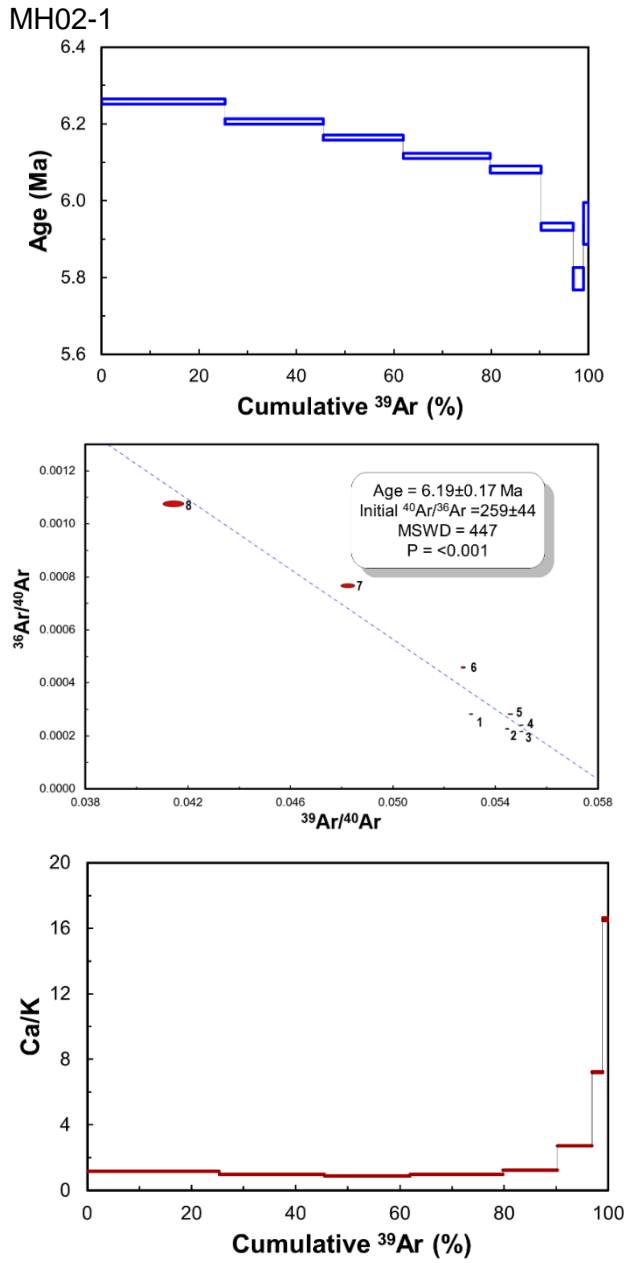 MH02-1
6.4
6.2
6.0
5.8
5.6
Age (Ma)
0 20 40 60 80 100
Cumulative ³⁹Ar (%)
0.0012
0.0010
0.0008
0.0006
0.0004
0.0002
0.0000
³⁶Ar/⁴⁰Ar
Age = 6.19±0.17 Ma
Initial ⁴⁰Ar/³⁶Ar =259±44
MSWD = 447
P = <0.001
8
7
6
5
1
4
2
3
0.038 0.042 0.046 0.050 0.054 0.058
³⁹Ar/⁴⁰Ar
20
16
12
8
4
0
Ca/K
0 20 40 60 80 100
Cumulative ³⁹Ar (%)